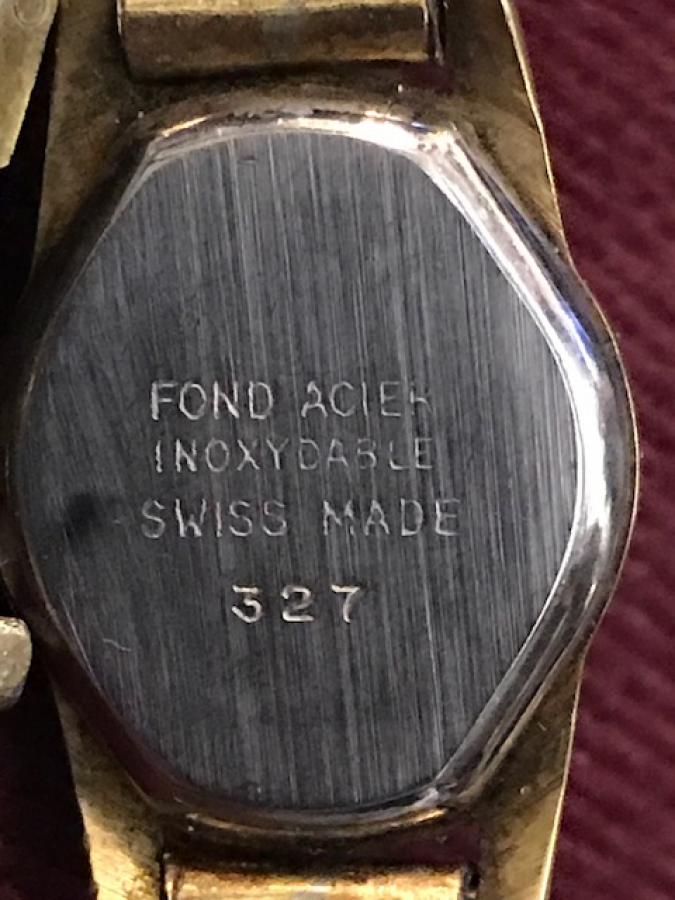 FOND ACIER
INOXYDABLE
SWISS MADE
327